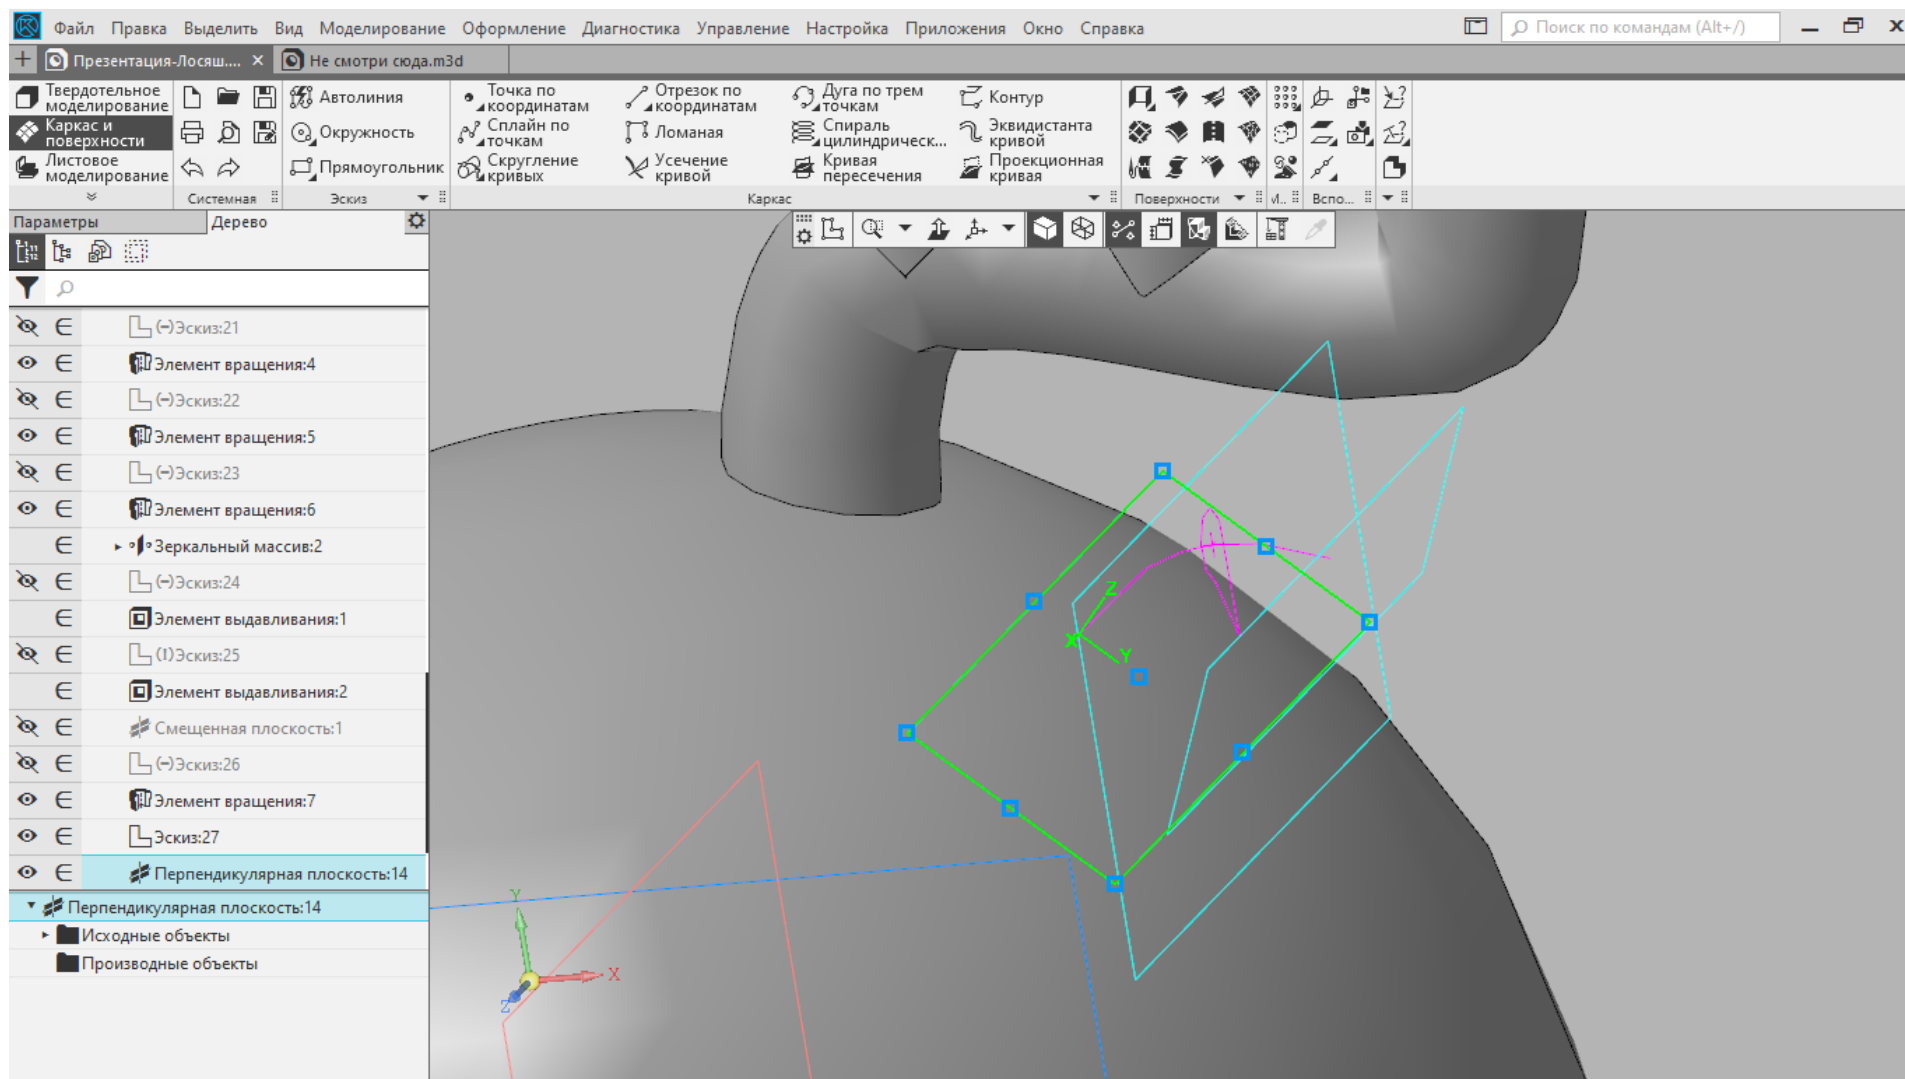 Файл Правка Выделить Вид Моделирование Оформление Диагностика Управление Настройка Приложения Окно Справка Поиск по командам (Alt+/)
Презентация-Лосяш.... Не смотри сюда.m3d
Твердотельное моделирование
Каркас и поверхности
Листовое моделирование
Системная
Автолиния
Окружность
Прямоугольник
Эскиз
Точка по координатам
Сплайн по точкам
Скругление кривых
Отрезок по координатам
Ломаная
Усечение кривой
Дуга по трем точкам
Спираль цилиндрическ...
Кривая пересечения
Контур
Эквидистанта кривой
Проекционная кривая
Каркас
Поверхности
И...
Вспо...
Параметры
Дерево
(-)Эскиз:21
Элемент вращения:4
(-)Эскиз:22
Элемент вращения:5
(-)Эскиз:23
Элемент вращения:6
Зеркальный массив:2
(-)Эскиз:24
Элемент выдавливания:1
(!)Эскиз:25
Элемент выдавливания:2
Смещенная плоскость:1
(-)Эскиз:26
Элемент вращения:7
Эскиз:27
Перпендикулярная плоскость:14
Перпендикулярная плоскость:14
Исходные объекты
Производные объекты
Z
X
Y
Y
X
Z